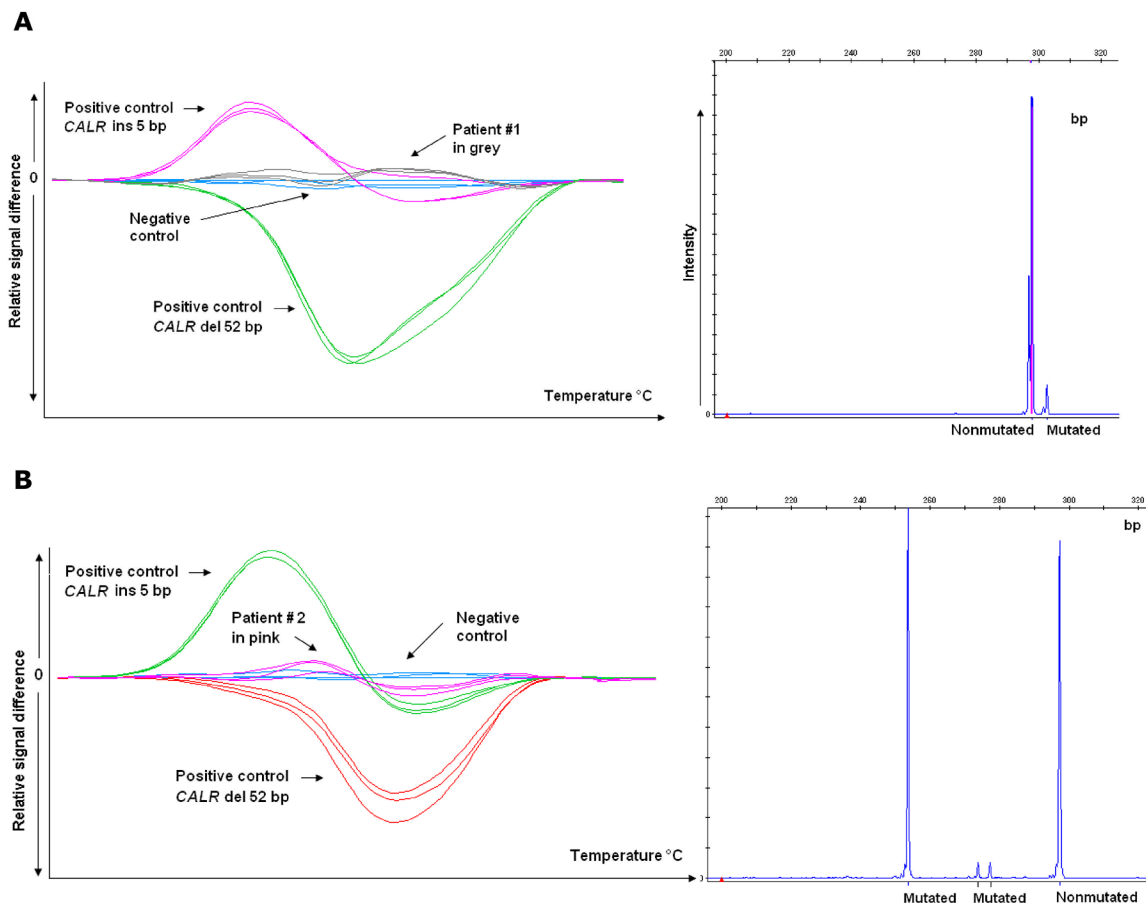 A
Relative signal difference
0
Positive control
CALR ins 5 bp
Patient #1
in grey
Negative
control
Positive control
CALR del 52 bp
Temperature °C
200 220 240 260 280 300 320
bp
Intensity
0
Nonmutated Mutated
B
Relative signal difference
0
Positive control
CALR ins 5 bp
Patient # 2
in pink
Negative
control
Positive control
CALR del 52 bp
Temperature °C
200 220 240 260 280 300 320
bp
Mutated Mutated Nonmutated